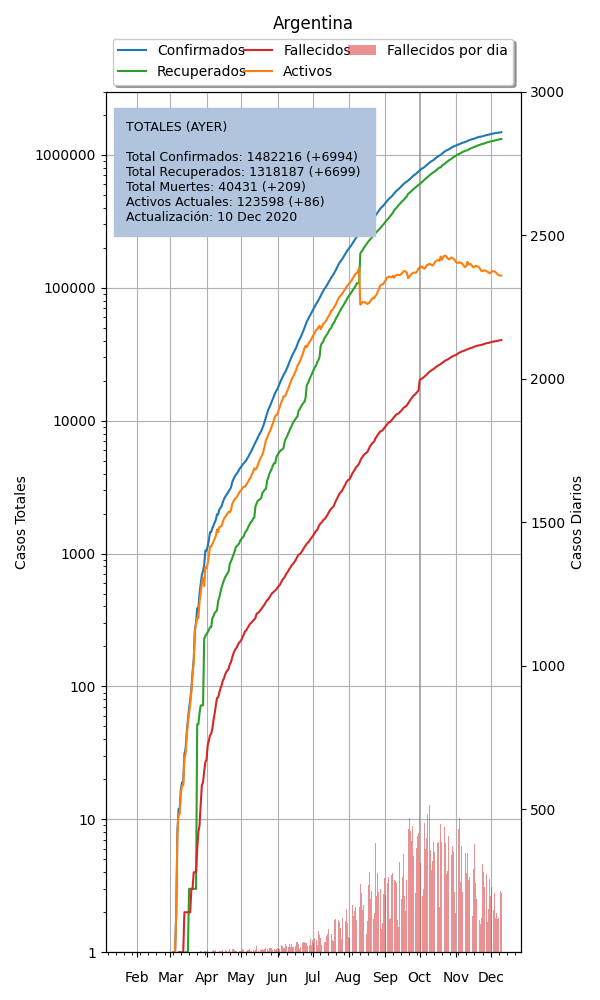 Argentina
Confirmados Fallecidos Fallecidos por dia
Recuperados Activos
TOTALES (AYER)
Total Confirmados: 1482216 (+6994)
Total Recuperados: 1318187 (+6699)
Total Muertes: 40431 (+209)
Activos Actuales: 123598 (+86)
Actualización: 10 Dec 2020
Casos Totales
1000000
100000
10000
1000
100
10
1
3000
2500
2000
1500
1000
500
Casos Diarios
Feb Mar Apr May Jun Jul Aug Sep Oct Nov Dec